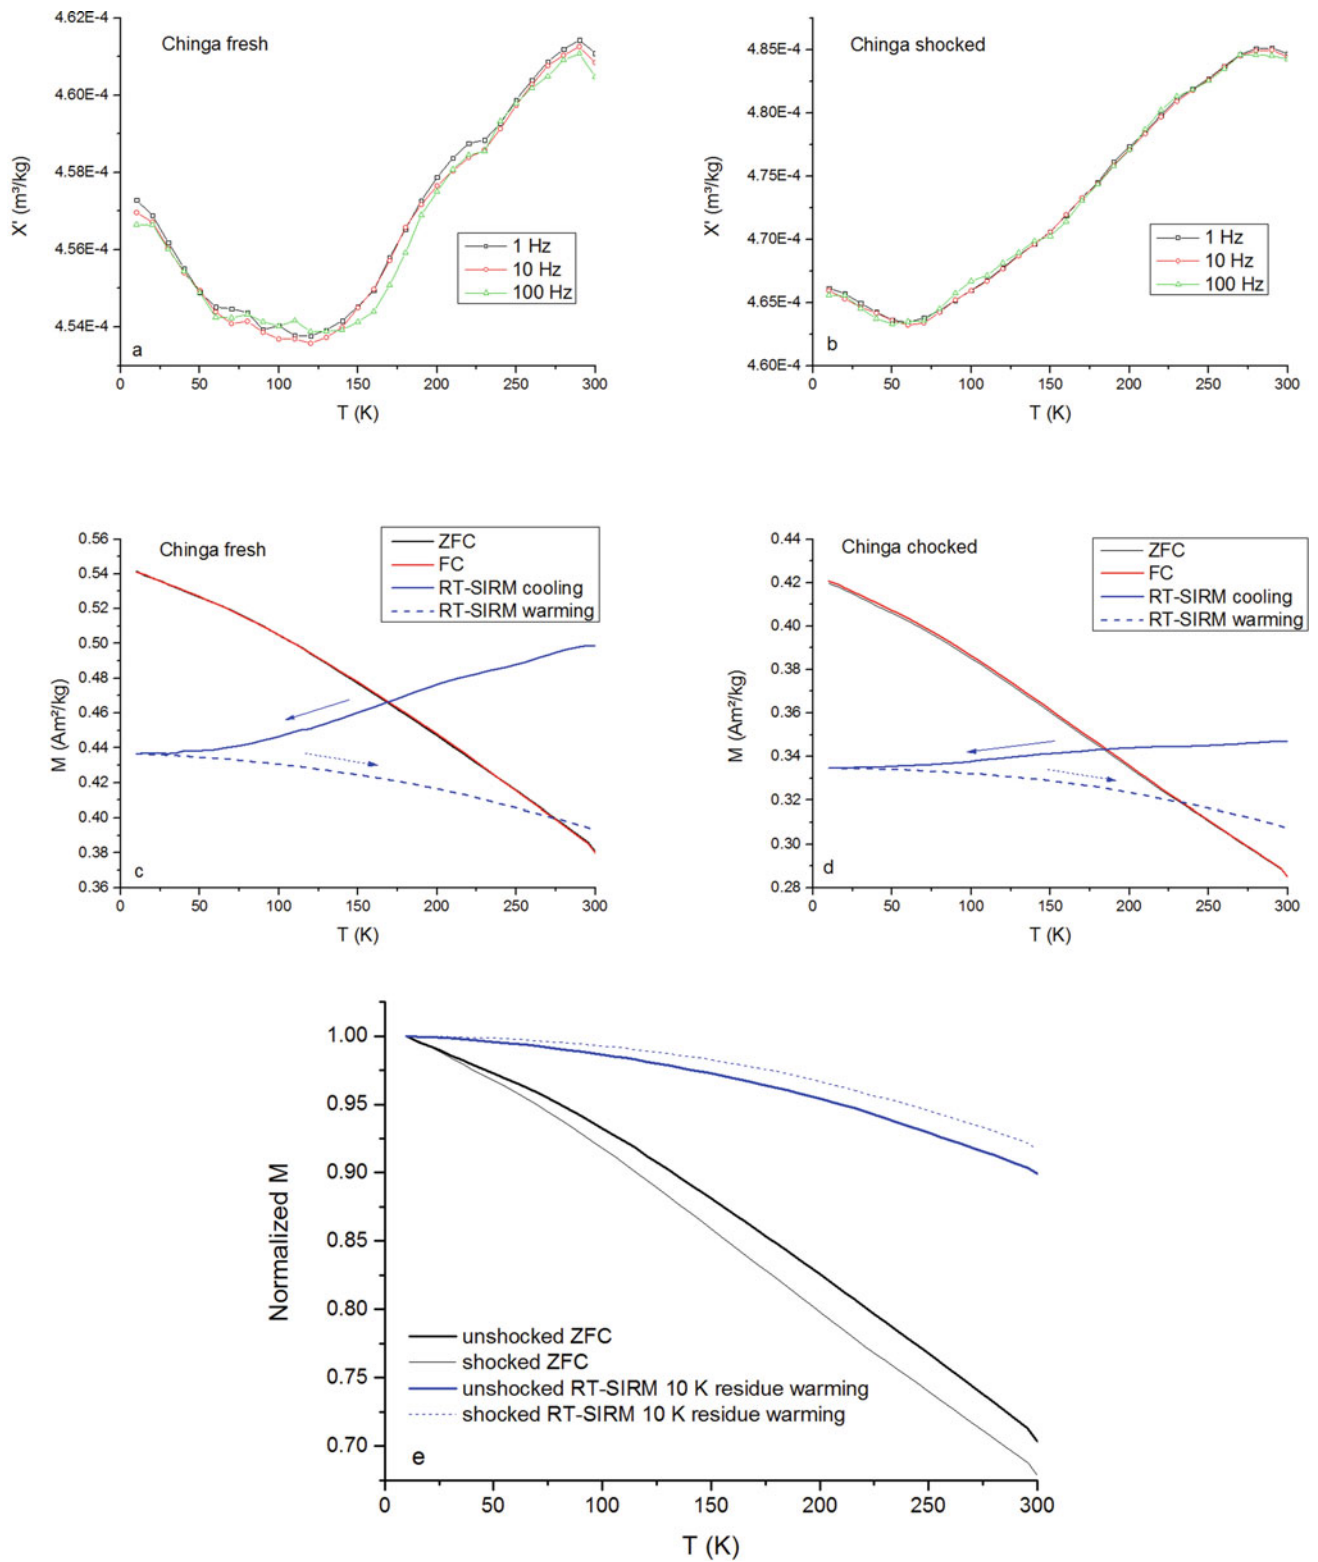 Chinga fresh
4.62E-4
4.60E-4
4.58E-4
4.56E-4
4.54E-4
X' (m³/kg)
1 Hz
10 Hz
100 Hz
a
0 50 100 150 200 250 300
T (K)
Chinga shocked
4.85E-4
4.80E-4
4.75E-4
4.70E-4
4.65E-4
4.60E-4
X' (m³/kg)
1 Hz
10 Hz
100 Hz
b
0 50 100 150 200 250 300
T (K)
Chinga fresh
ZFC
FC
RT-SIRM cooling
RT-SIRM warming
0.56
0.54
0.52
0.50
0.48
0.46
0.44
0.42
0.40
0.38
0.36
M (Am²/kg)
c
0 50 100 150 200 250 300
T (K)
Chinga chocked
ZFC
FC
RT-SIRM cooling
RT-SIRM warming
0.44
0.42
0.40
0.38
0.36
0.34
0.32
0.30
0.28
M (Am²/kg)
d
0 50 100 150 200 250 300
T (K)
1.00
0.95
0.90
0.85
0.80
0.75
0.70
Normalized M
unshocked ZFC
shocked ZFC
unshocked RT-SIRM 10 K residue warming
shocked RT-SIRM 10 K residue warming
e
0 50 100 150 200 250 300
T (K)